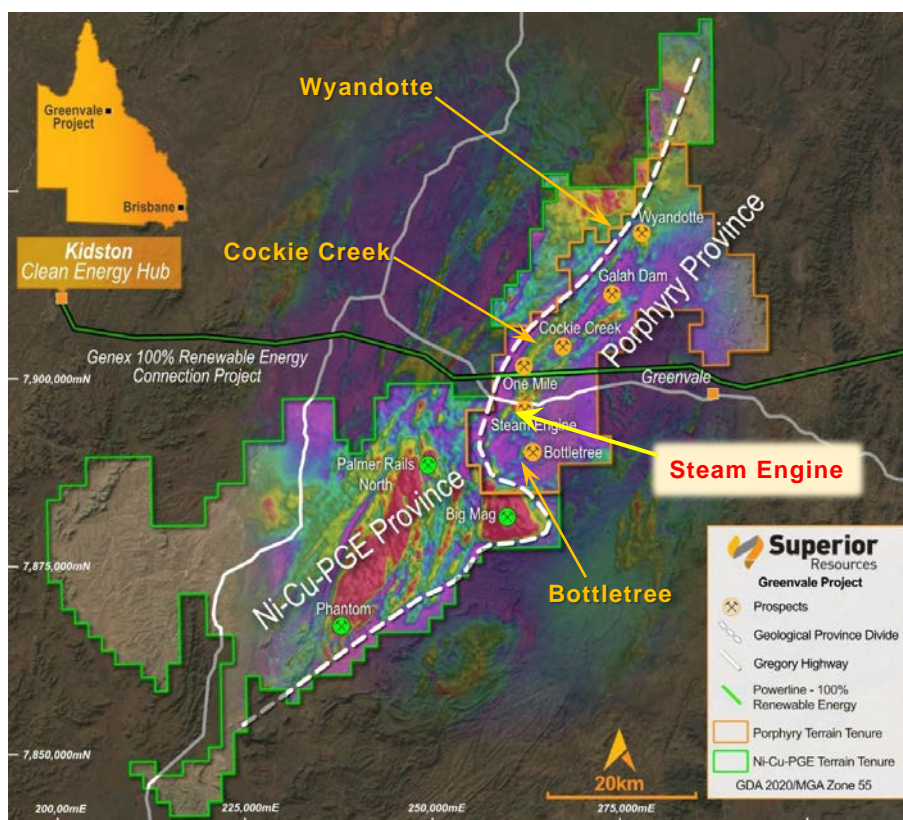 Greenvale
Project
Brisbane
Kidston
Clean Energy Hub
Wyandotte
Cockie Creek
Wyandotte
Galah Dam
Cockie Creek
Porphyry Province
Genex 100% Renewable Energy
Connection Project
7,900,000mN
One Mile
Greenvale
Steam Engine
Bottletree
Steam Engine
Palmer Rails
North
Big Mag
Ni-Cu-PGE Province
Phantom
Bottletree
7,875,000mN
7,850,000mN
200,00,0mE
225,000mE
250,000mE
275,000mE
20km
Superior
Resources
Greenvale Project
Prospects
Geological Province Divide
Gregory Highway
Powerline - 100%
Renewable Energy
Porphyry Terrain Tenure
Ni-Cu-PGE Terrain Tenure
GDA 2020/MGA Zone 55